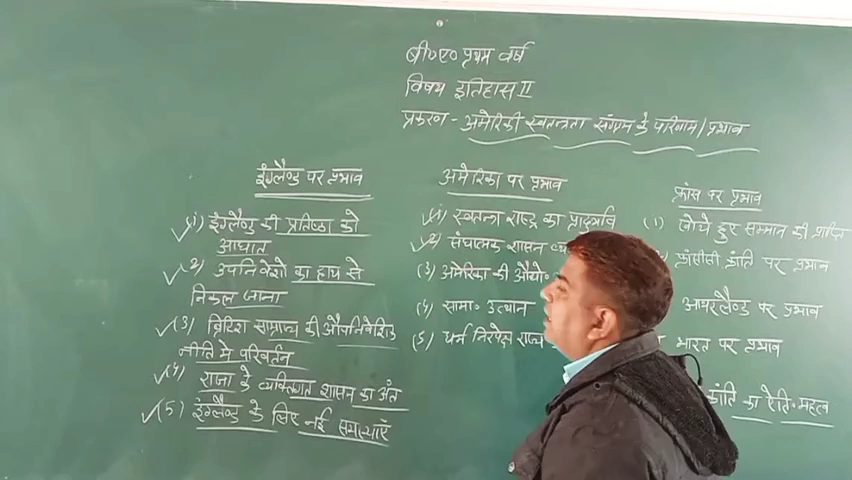 बी०ए० प्रथम वर्ष
विषय इतिहास II
प्रकरण - अमेरिकी स्वतन्त्रता संग्राम के परिणाम / प्रभाव
इंग्लैण्ड पर प्रभाव
(1) इंग्लैण्ड की प्रतिष्ठा को
आघात
(2) उपनिवेशो का हाथ से
निकल जाना
(3) ब्रिटिश साम्राज्य की औपनिवेशिक
नीति मे परिवर्तन
(4) राजा के व्यक्तिगत शासन का अंत
(5) इंग्लैण्ड के लिए नई समस्याएँ
अमेरिका पर प्रभाव
(1) स्वतन्त्र राष्ट्र का प्रादुर्भाव
(2) संघात्मक शासन
(3) अमेरिका की औद्यो०
(4) सामा० उत्थान
(5) धर्म निरपेक्ष राज्य
फ्रांस पर प्रभाव
(1) खोये हुए सम्मान की प्राप्ति
फ्रांसीसी क्रांति पर प्रभाव
आयरलैण्ड पर प्रभाव
भारत पर प्रभाव
क्रांति का ऐति० महत्व